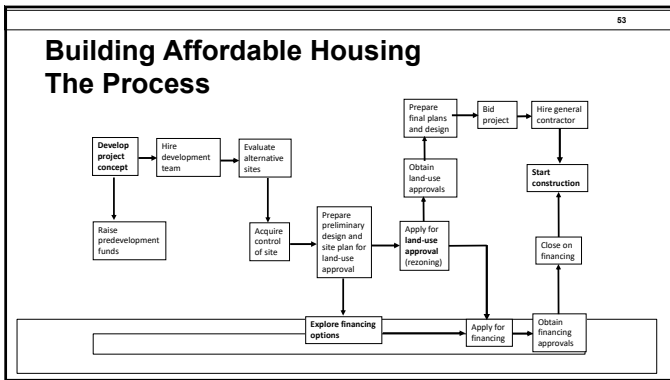 53
Building Affordable Housing
The Process
Develop
project
concept
Hire
development
team
Evaluate
alternative
sites
Raise
predevelopment
funds
Acquire
control
of site
Prepare
preliminary
design and
site plan for
land-use
approval
Apply for
land-use
approval
(rezoning)
Obtain
land-use
approvals
Prepare
final plans
and design
Bid
project
Hire general
contractor
Start
construction
Close on
financing
Explore financing
options
Apply for
financing
Obtain
financing
approvals